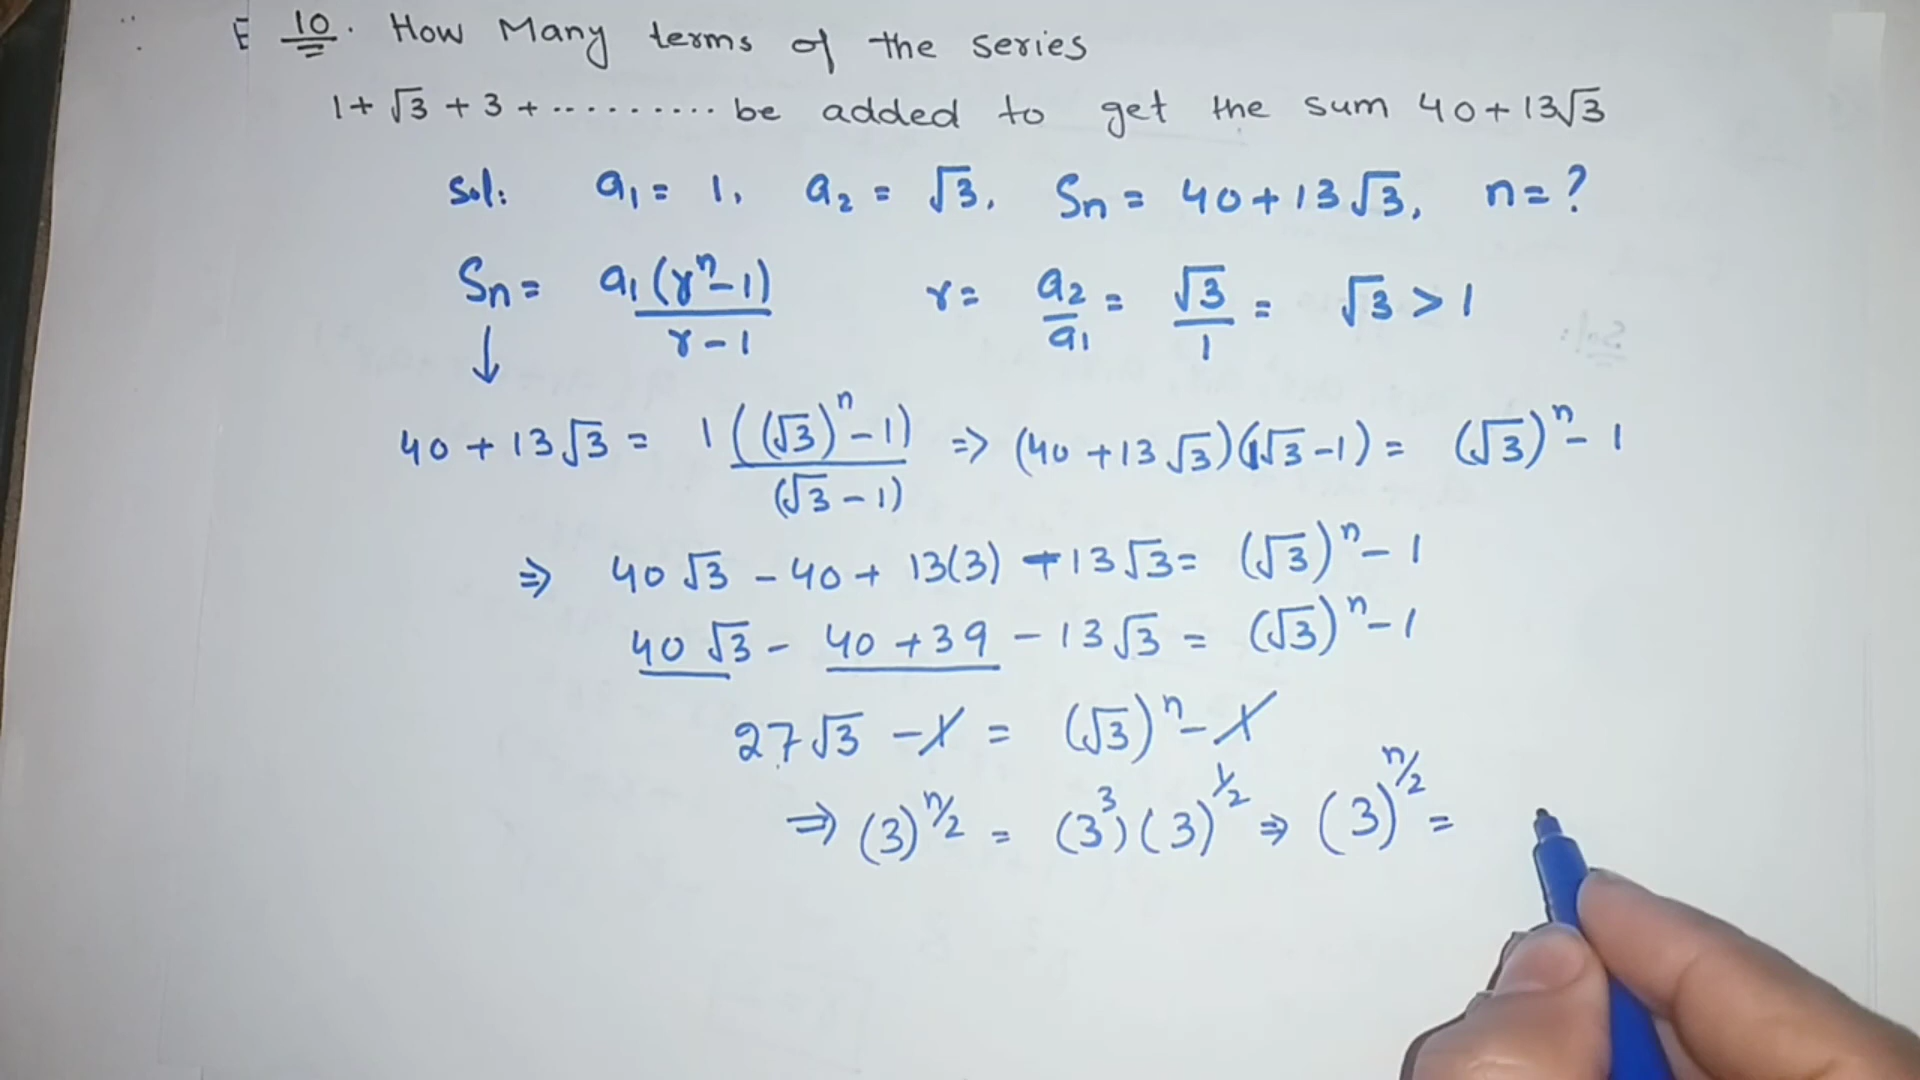 E 10. How Many terms of the series
1 + √3 + 3 + .......... be added to get the sum 40 + 13√3
Sol: a₁ = 1, a₂ = √3, Sn = 40 + 13√3, n = ?
Sn = a₁(rⁿ - 1) / (r - 1) r = a₂/a₁ = √3/1 = √3 > 1
↓
40 + 13√3 = 1((√3)ⁿ - 1) / (√3 - 1) ⇒ (40 + 13√3)(√3 - 1) = (√3)ⁿ - 1
⇒ 40√3 - 40 + 13(3) - 13√3 = (√3)ⁿ - 1
40√3 - 40 + 39 - 13√3 = (√3)ⁿ - 1
27√3 - 1 = (√3)ⁿ - 1
⇒ (3)^(n/2) = (3³)(3)^(1/2) ⇒ (3)^(n/2) =